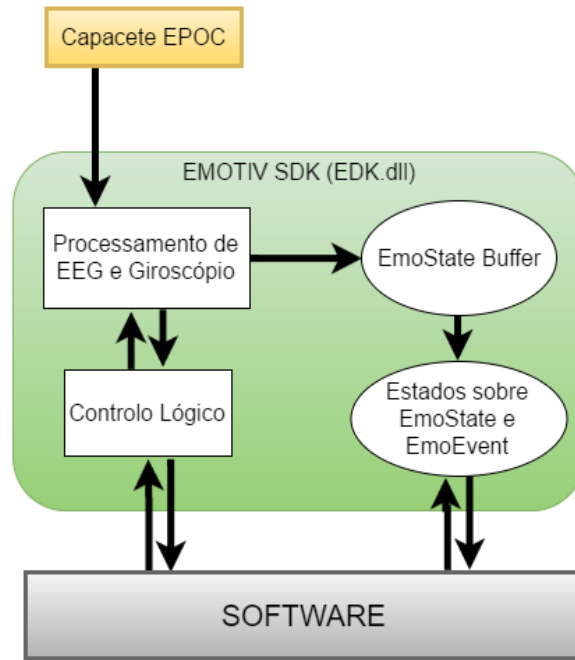 Capacete EPOC
EMOTIV SDK (EDK.dll)
Processamento de
EEG e Giroscópio
EmoState Buffer
Controlo Lógico
Estados sobre
EmoState e
EmoEvent
SOFTWARE